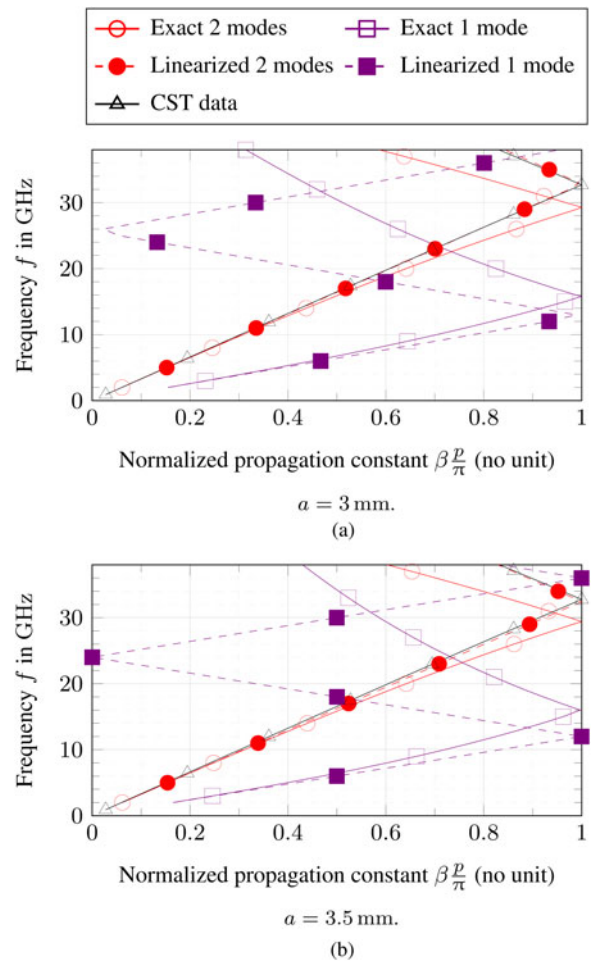 Exact 2 modes
Exact 1 mode
Linearized 2 modes
Linearized 1 mode
CST data
Frequency f in GHz
30
20
10
0
0 0.2 0.4 0.6 0.8 1
Normalized propagation constant β p/π (no unit)
a = 3 mm.
(a)
Frequency f in GHz
30
20
10
0
0 0.2 0.4 0.6 0.8 1
Normalized propagation constant β p/π (no unit)
a = 3.5 mm.
(b)